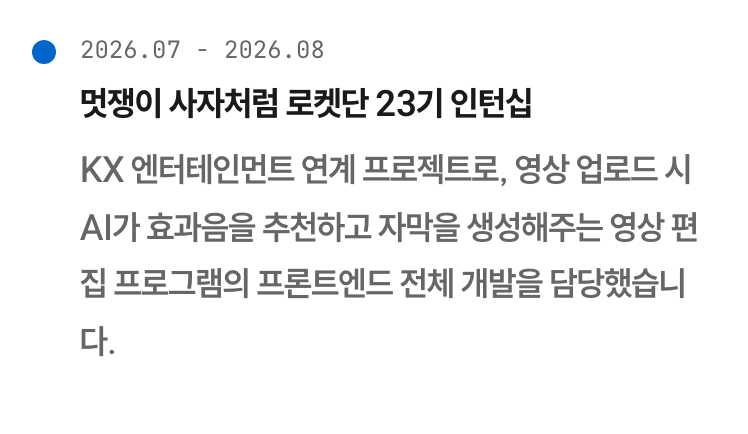 2026.07 - 2026.08
멋쟁이 사자처럼 로켓단 23기 인턴십
KX 엔터테인먼트 연계 프로젝트로, 영상 업로드 시
AI가 효과음을 추천하고 자막을 생성해주는 영상 편
집 프로그램의 프론트엔드 전체 개발을 담당했습니
다.